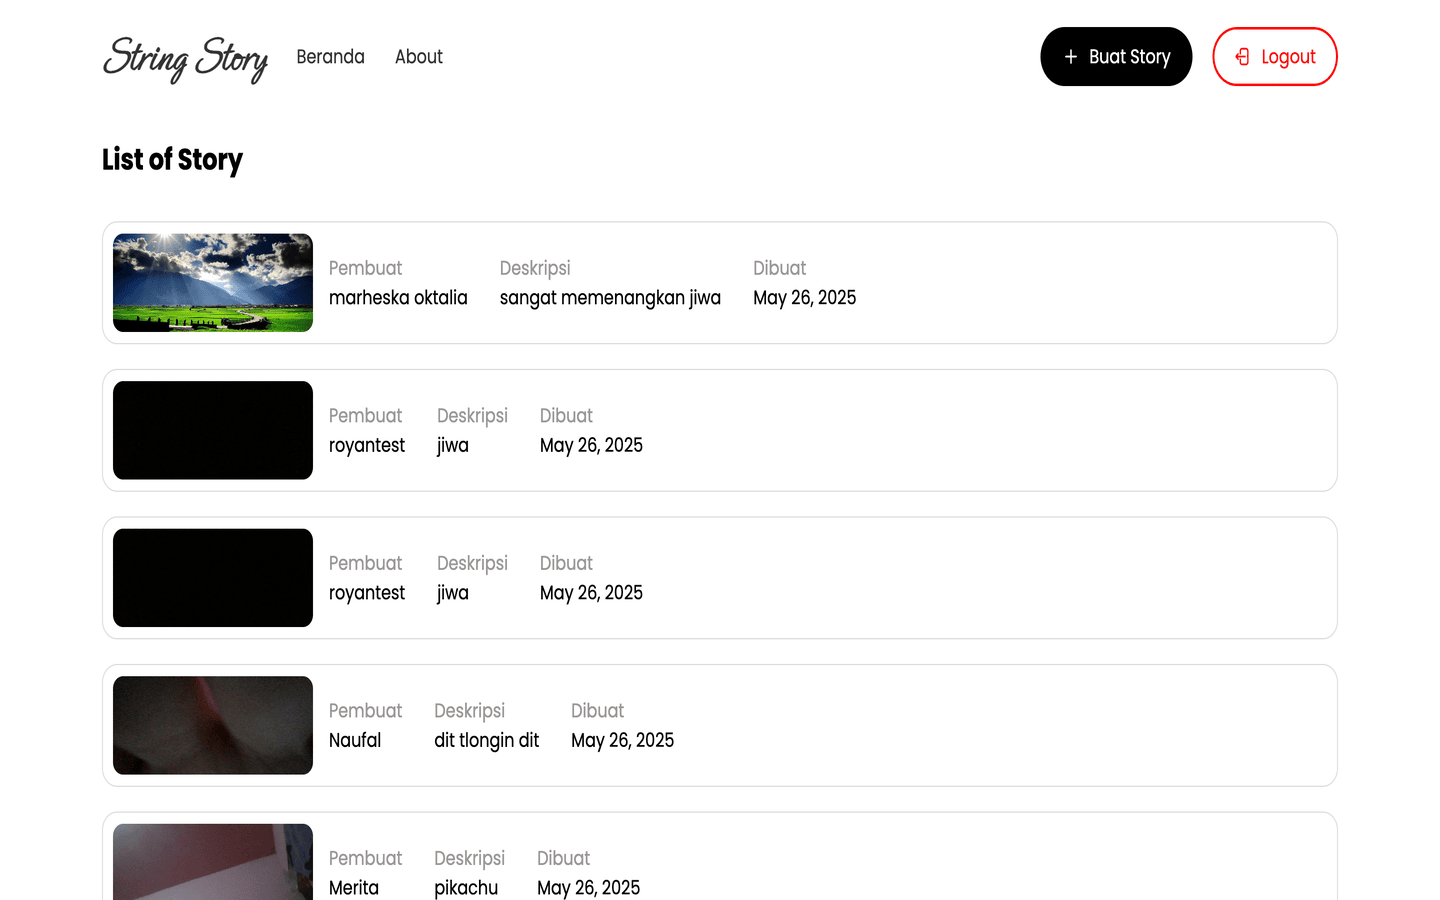 String Story Beranda About + Buat Story Logout
List of Story
Pembuat Deskripsi Dibuat
marheska oktalia sangat memenangkan jiwa May 26, 2025
Pembuat Deskripsi Dibuat
royantest jiwa May 26, 2025
Pembuat Deskripsi Dibuat
royantest jiwa May 26, 2025
Pembuat Deskripsi Dibuat
Naufal dit tlongin dit May 26, 2025
Pembuat Deskripsi Dibuat
Merita pikachu May 26, 2025